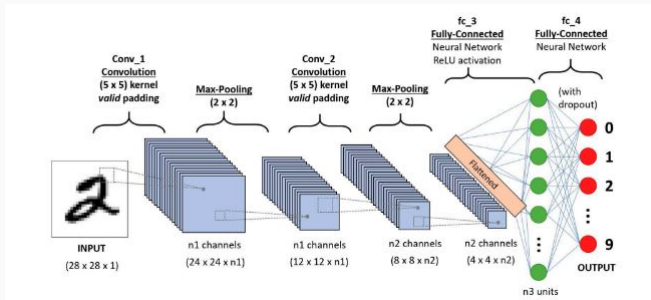 fc_3
Fully-Connected
Neural Network
ReLU activation
fc_4
Fully-Connected
Neural Network
Conv_1
Convolution
(5 x 5) kernel
valid padding
Max-Pooling
(2 x 2)
Conv_2
Convolution
(5 x 5) kernel
valid padding
Max-Pooling
(2 x 2)
(with
dropout)
0
1
2
9
2
Flattened
INPUT
(28 x 28 x 1)
n1 channels
(24 x 24 x n1)
n1 channels
(12 x 12 x n1)
n2 channels
(8 x 8 x n2)
n2 channels
(4 x 4 x n2)
n3 units
OUTPUT